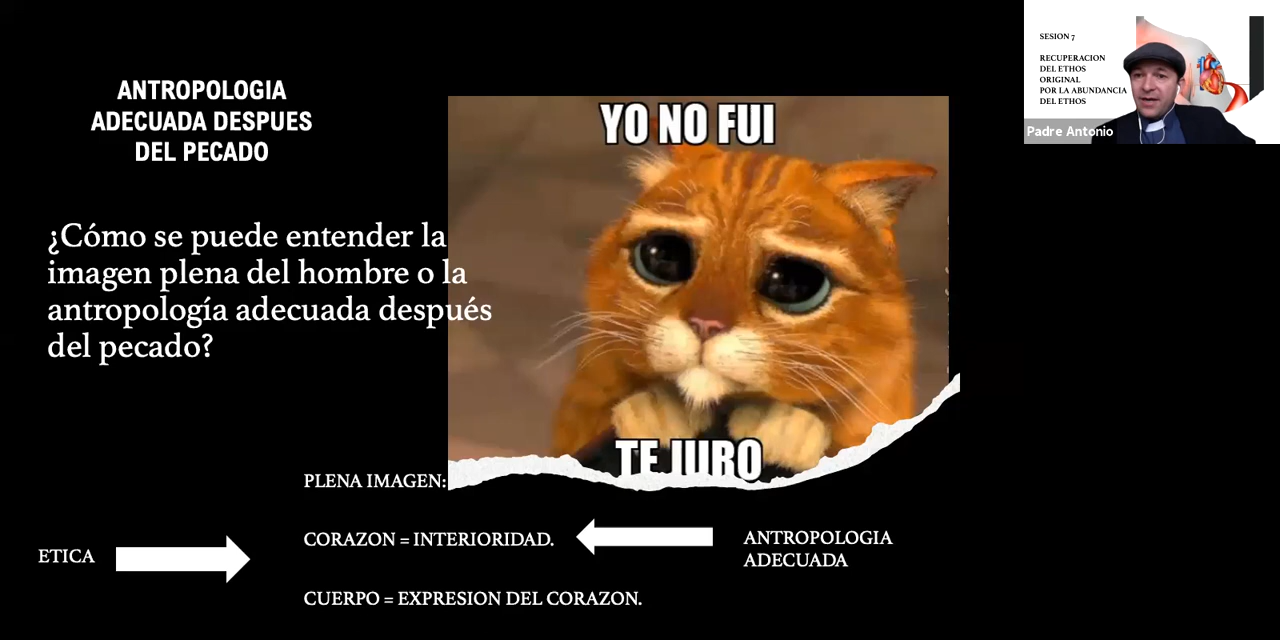 ANTROPOLOGIA
ADECUADA DESPUES
DEL PECADO
¿Cómo se puede entender la
imagen plena del hombre o la
antropología adecuada después
del pecado?
YO NO FUI
TE JURO
PLENA IMAGEN:
CORAZON = INTERIORIDAD.
CUERPO = EXPRESION DEL CORAZON.
ETICA
ANTROPOLOGIA
ADECUADA
SESION 7
RECUPERACION
DEL ETHOS
ORIGINAL
POR LA ABUNDANCIA
DEL ETHOS
Padre Antonio